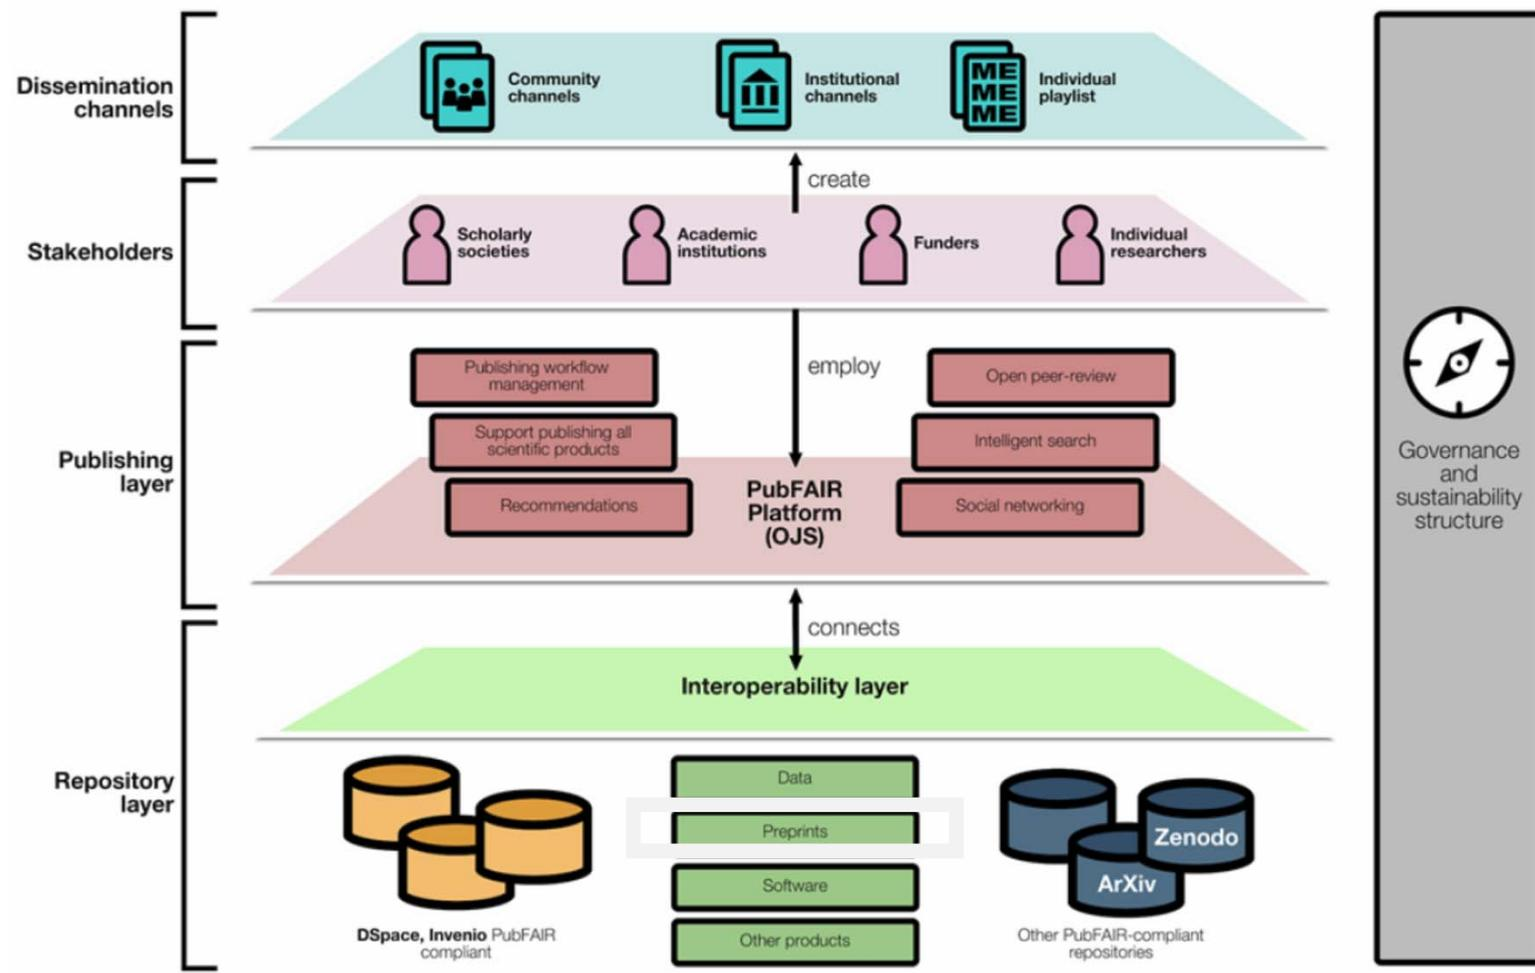 Dissemination
channels
Community
channels
Institutional
channels
ME
ME
ME
Individual
playlist
create
Stakeholders
Scholarly
societies
Academic
institutions
Funders
Individual
researchers
Publishing
layer
Publishing workflow
management
employ
Open peer-review
Support publishing all
scientific products
Intelligent search
Recommendations
PubFAIR
Platform
(OJS)
Social networking
connects
Repository
layer
Interoperability layer
DSpace, Invenio PubFAIR
compliant
Data
Preprints
Software
Other products
Zenodo
ArXiv
Other PubFAIR-compliant
repositories
Governance
and
sustainability
structure